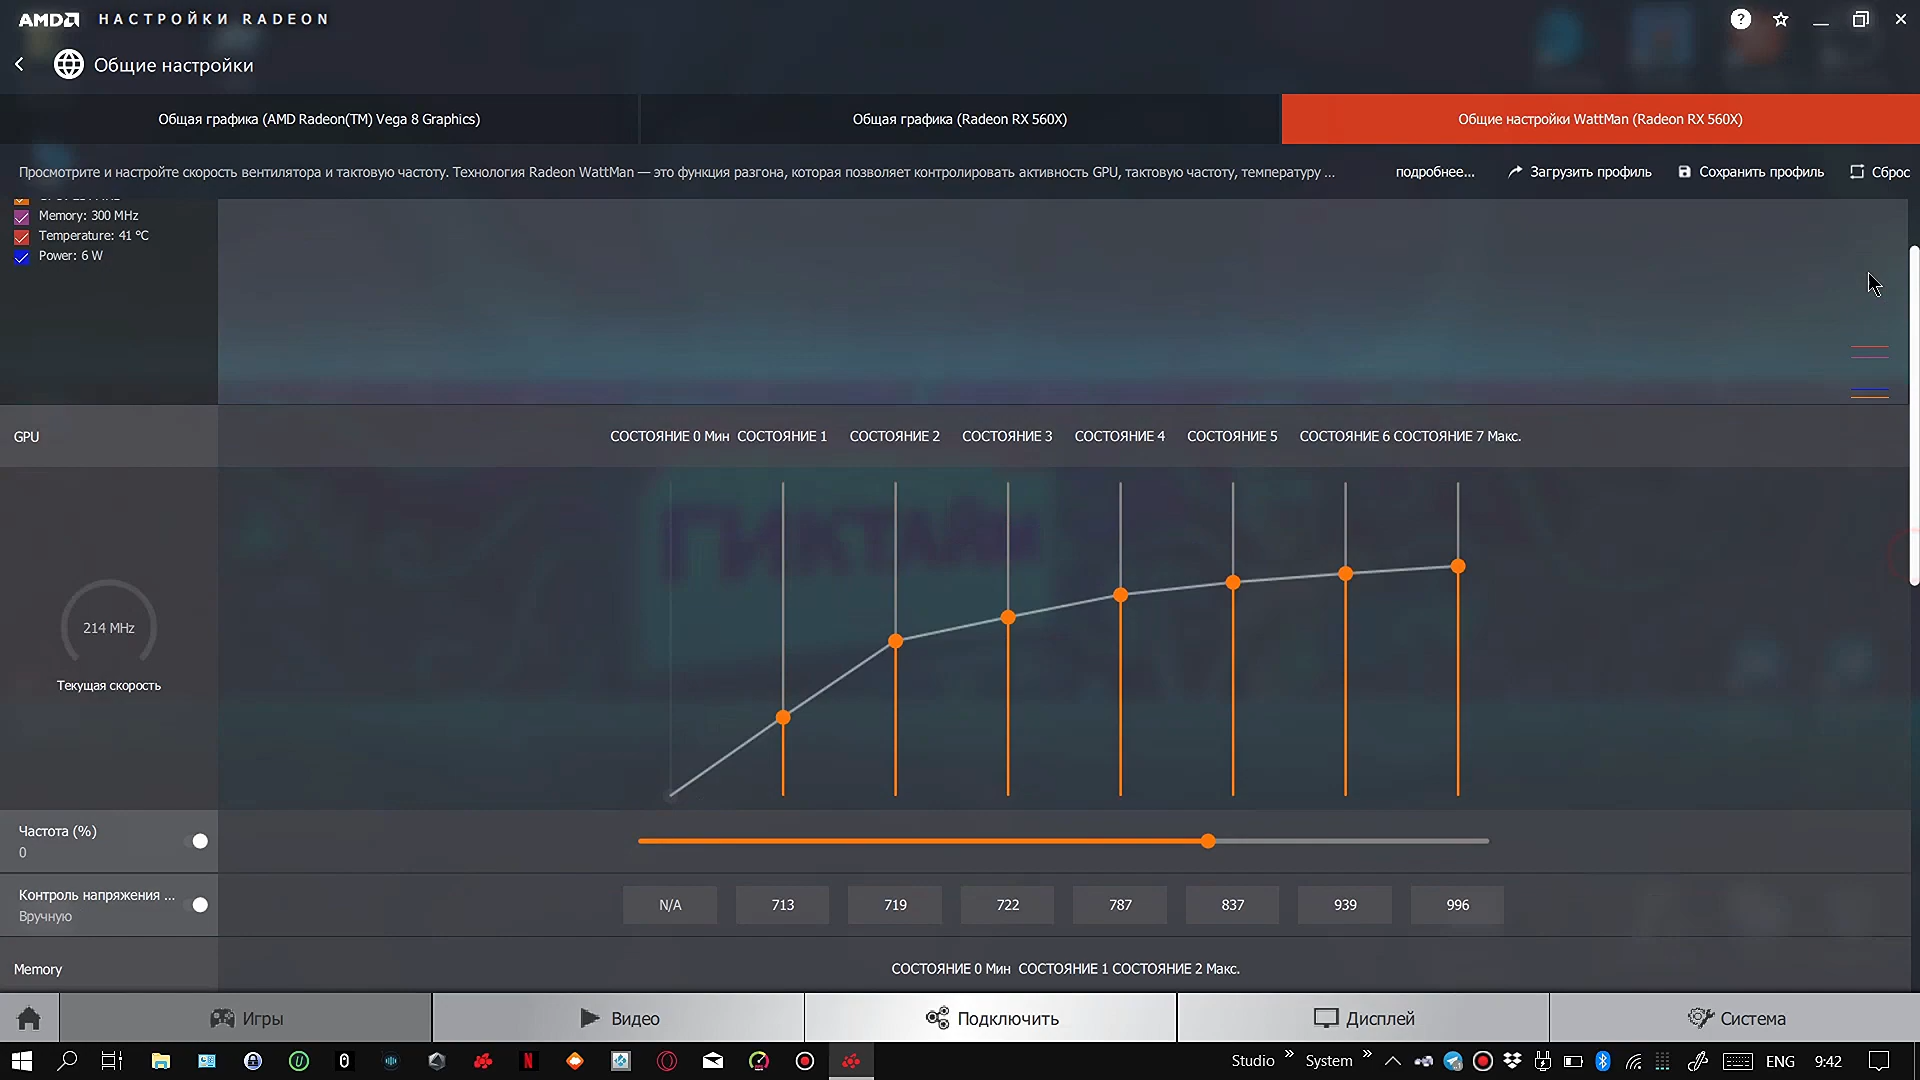 AMD НАСТРОЙКИ RADEON
Общие настройки
Общая графика (AMD Radeon(TM) Vega 8 Graphics)
Общая графика (Radeon RX 560X)
Общие настройки WattMan (Radeon RX 560X)
Просмотрите и настройте скорость вентилятора и тактовую частоту. Технология Radeon WattMan — это функция разгона, которая позволяет контролировать активность GPU, тактовую частоту, температуру ...
подробнее...
Загрузить профиль
Сохранить профиль
Сброс
Memory: 300 MHz
Temperature: 41 °C
Power: 6 W
GPU
СОСТОЯНИЕ 0 Мин СОСТОЯНИЕ 1 СОСТОЯНИЕ 2 СОСТОЯНИЕ 3 СОСТОЯНИЕ 4 СОСТОЯНИЕ 5 СОСТОЯНИЕ 6 СОСТОЯНИЕ 7 Макс.
214 MHz
Текущая скорость
Частота (%)
0
Контроль напряжения ...
Вручную
N/A 713 719 722 787 837 939 996
Memory
СОСТОЯНИЕ 0 Мин СОСТОЯНИЕ 1 СОСТОЯНИЕ 2 Макс.
Игры
Видео
Подключить
Дисплей
Система
Studio
System
ENG
9:42